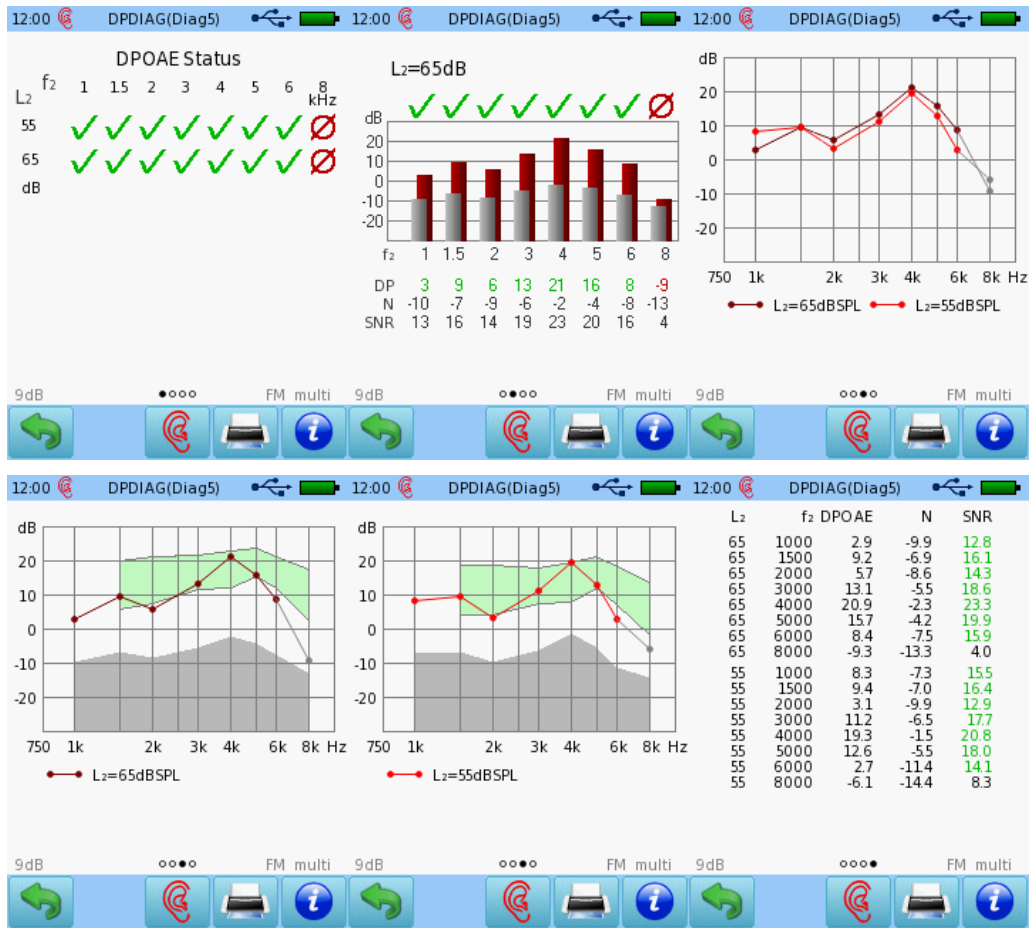 12:00 DPDIAG(Diag5)
DPOAE Status
L₂ f₂ 1 1.5 2 3 4 5 6 8
kHz
55
65
dB
9dB FM multi
12:00 DPDIAG(Diag5)
L₂=65dB
dB
20
10
0
-10
-20
f₂ 1 1.5 2 3 4 5 6 8
DP 3 9 6 13 21 16 8 -9
N -10 -7 -9 -6 -2 -4 -8 -13
SNR 13 16 14 19 23 20 16 4
9dB FM multi
12:00 DPDIAG(Diag5)
dB
20
10
0
-10
-20
750 1k 2k 3k 4k 6k 8k Hz
L₂=65dBSPL L₂=55dBSPL
9dB FM multi
12:00 DPDIAG(Diag5)
dB
20
10
0
-10
-20
750 1k 2k 3k 4k 6k 8k Hz
L₂=65dBSPL
9dB FM multi
12:00 DPDIAG(Diag5)
dB
20
10
0
-10
-20
750 1k 2k 3k 4k 6k 8k Hz
L₂=55dBSPL
9dB FM multi
12:00 DPDIAG(Diag5)
L₂ f₂ DPOAE N SNR
65 1000 2.9 -9.9 12.8
65 1500 9.2 -6.9 16.1
65 2000 5.7 -8.6 14.3
65 3000 13.1 -5.5 18.6
65 4000 20.9 -2.3 23.3
65 5000 15.7 -4.2 19.9
65 6000 8.4 -7.5 15.9
65 8000 -9.3 -13.3 4.0
55 1000 8.3 -7.3 15.5
55 1500 9.4 -7.0 16.4
55 2000 3.1 -9.9 12.9
55 3000 11.2 -6.5 17.7
55 4000 19.3 -1.5 20.8
55 5000 12.6 -5.5 18.0
55 6000 2.7 -11.4 14.1
55 8000 -6.1 -14.4 8.3
9dB FM multi